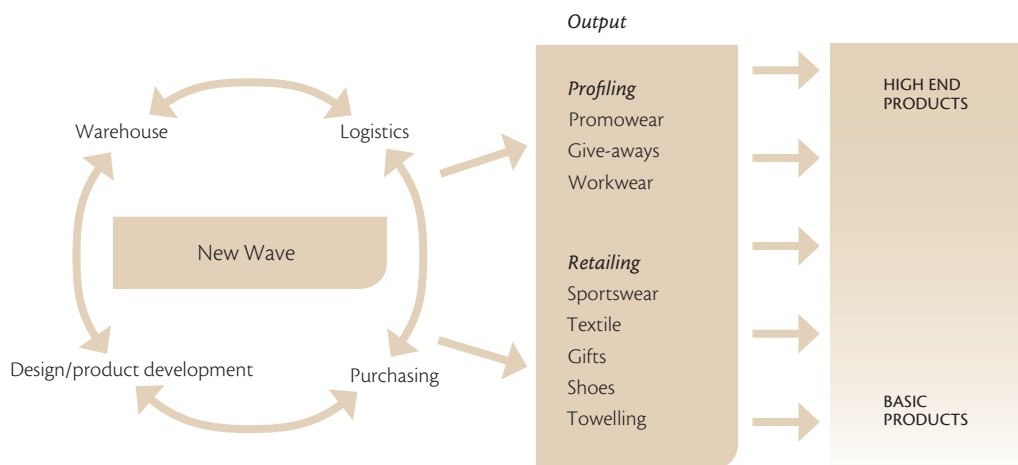 Output
Warehouse
Logistics
New Wave
Design/product development
Purchasing
Profiling
Promowear
Give-aways
Workwear
Retailing
Sportswear
Textile
Gifts
Shoes
Towelling
HIGH END
PRODUCTS
BASIC
PRODUCTS